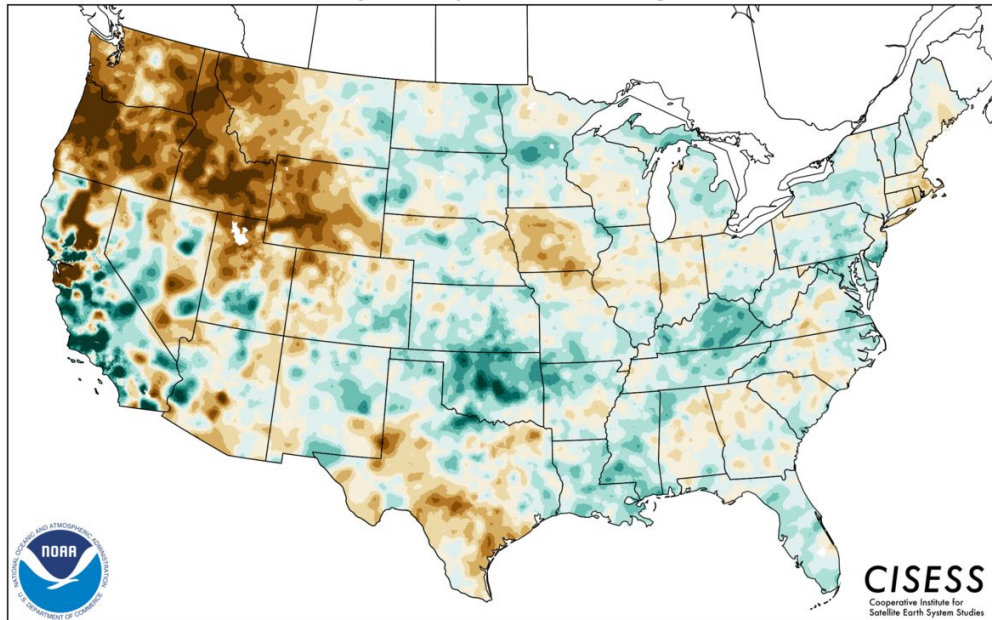 NATIONAL OCEANIC AND ATMOSPHERIC ADMINISTRATION
NOAA
U.S. DEPARTMENT OF COMMERCE
CISESS
Cooperative Institute for
Satellite Earth System Studies